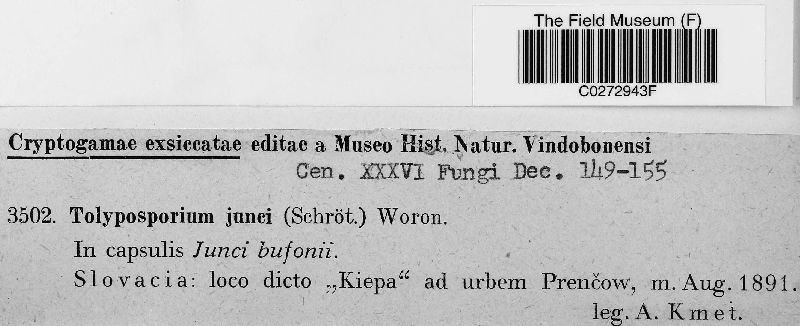 The Field Museum (F)
C0272943F
Cryptogamae exsiccatae editae a Museo Hist. Natur. Vindobonensi
Cen. XXXVI Fungi Dec. 149-155
3502. Tolyposporium junci (Schröt.) Woron.
In capsulis Junci bufonii.
Slovacia: loco dicto „Kiepa“ ad urbem Prenčow, m. Aug. 1891.
leg. A. Kmet.